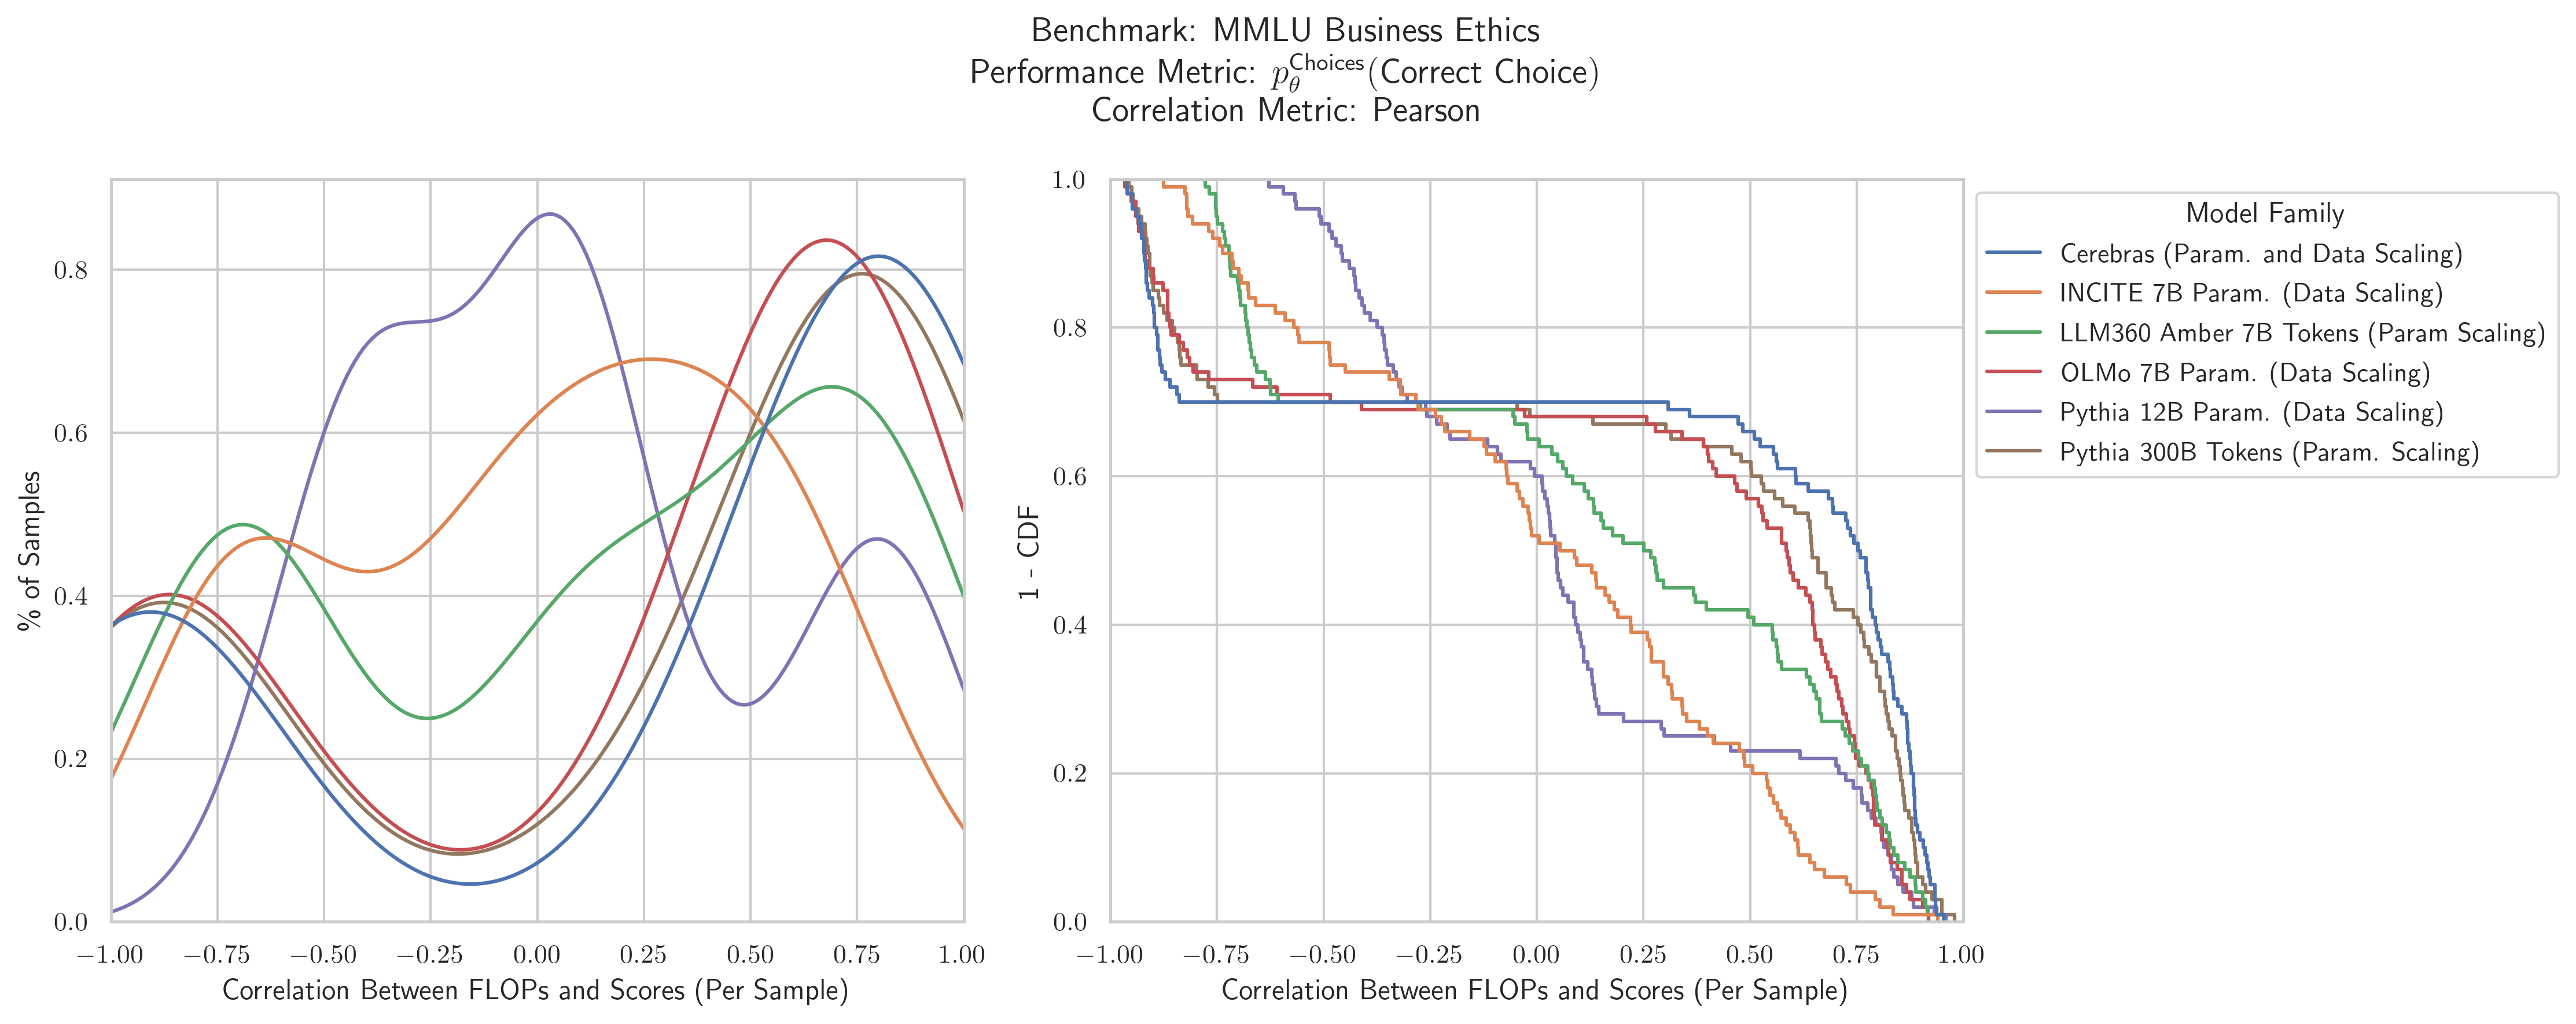 Benchmark: MMLU Business Ethics
Performance Metric: $p_\theta^{\text{Choices}}$(Correct Choice)
Correlation Metric: Pearson
% of Samples
0.8
0.6
0.4
0.2
0.0
−1.00 −0.75 −0.50 −0.25 0.00 0.25 0.50 0.75 1.00
Correlation Between FLOPs and Scores (Per Sample)
1 - CDF
1.0
0.8
0.6
0.4
0.2
0.0
−1.00 −0.75 −0.50 −0.25 0.00 0.25 0.50 0.75 1.00
Correlation Between FLOPs and Scores (Per Sample)
Model Family
Cerebras (Param. and Data Scaling)
INCITE 7B Param. (Data Scaling)
LLM360 Amber 7B Tokens (Param Scaling)
OLMo 7B Param. (Data Scaling)
Pythia 12B Param. (Data Scaling)
Pythia 300B Tokens (Param. Scaling)